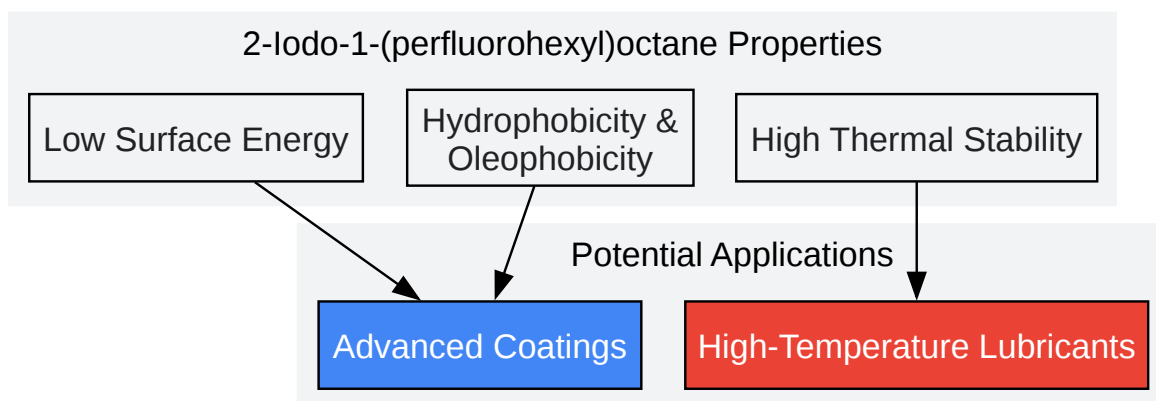 2-Iodo-1-(perfluorohexyl)octane Properties
Low Surface Energy
Hydrophobicity &
Oleophobicity
High Thermal Stability
Potential Applications
Advanced Coatings
High-Temperature Lubricants